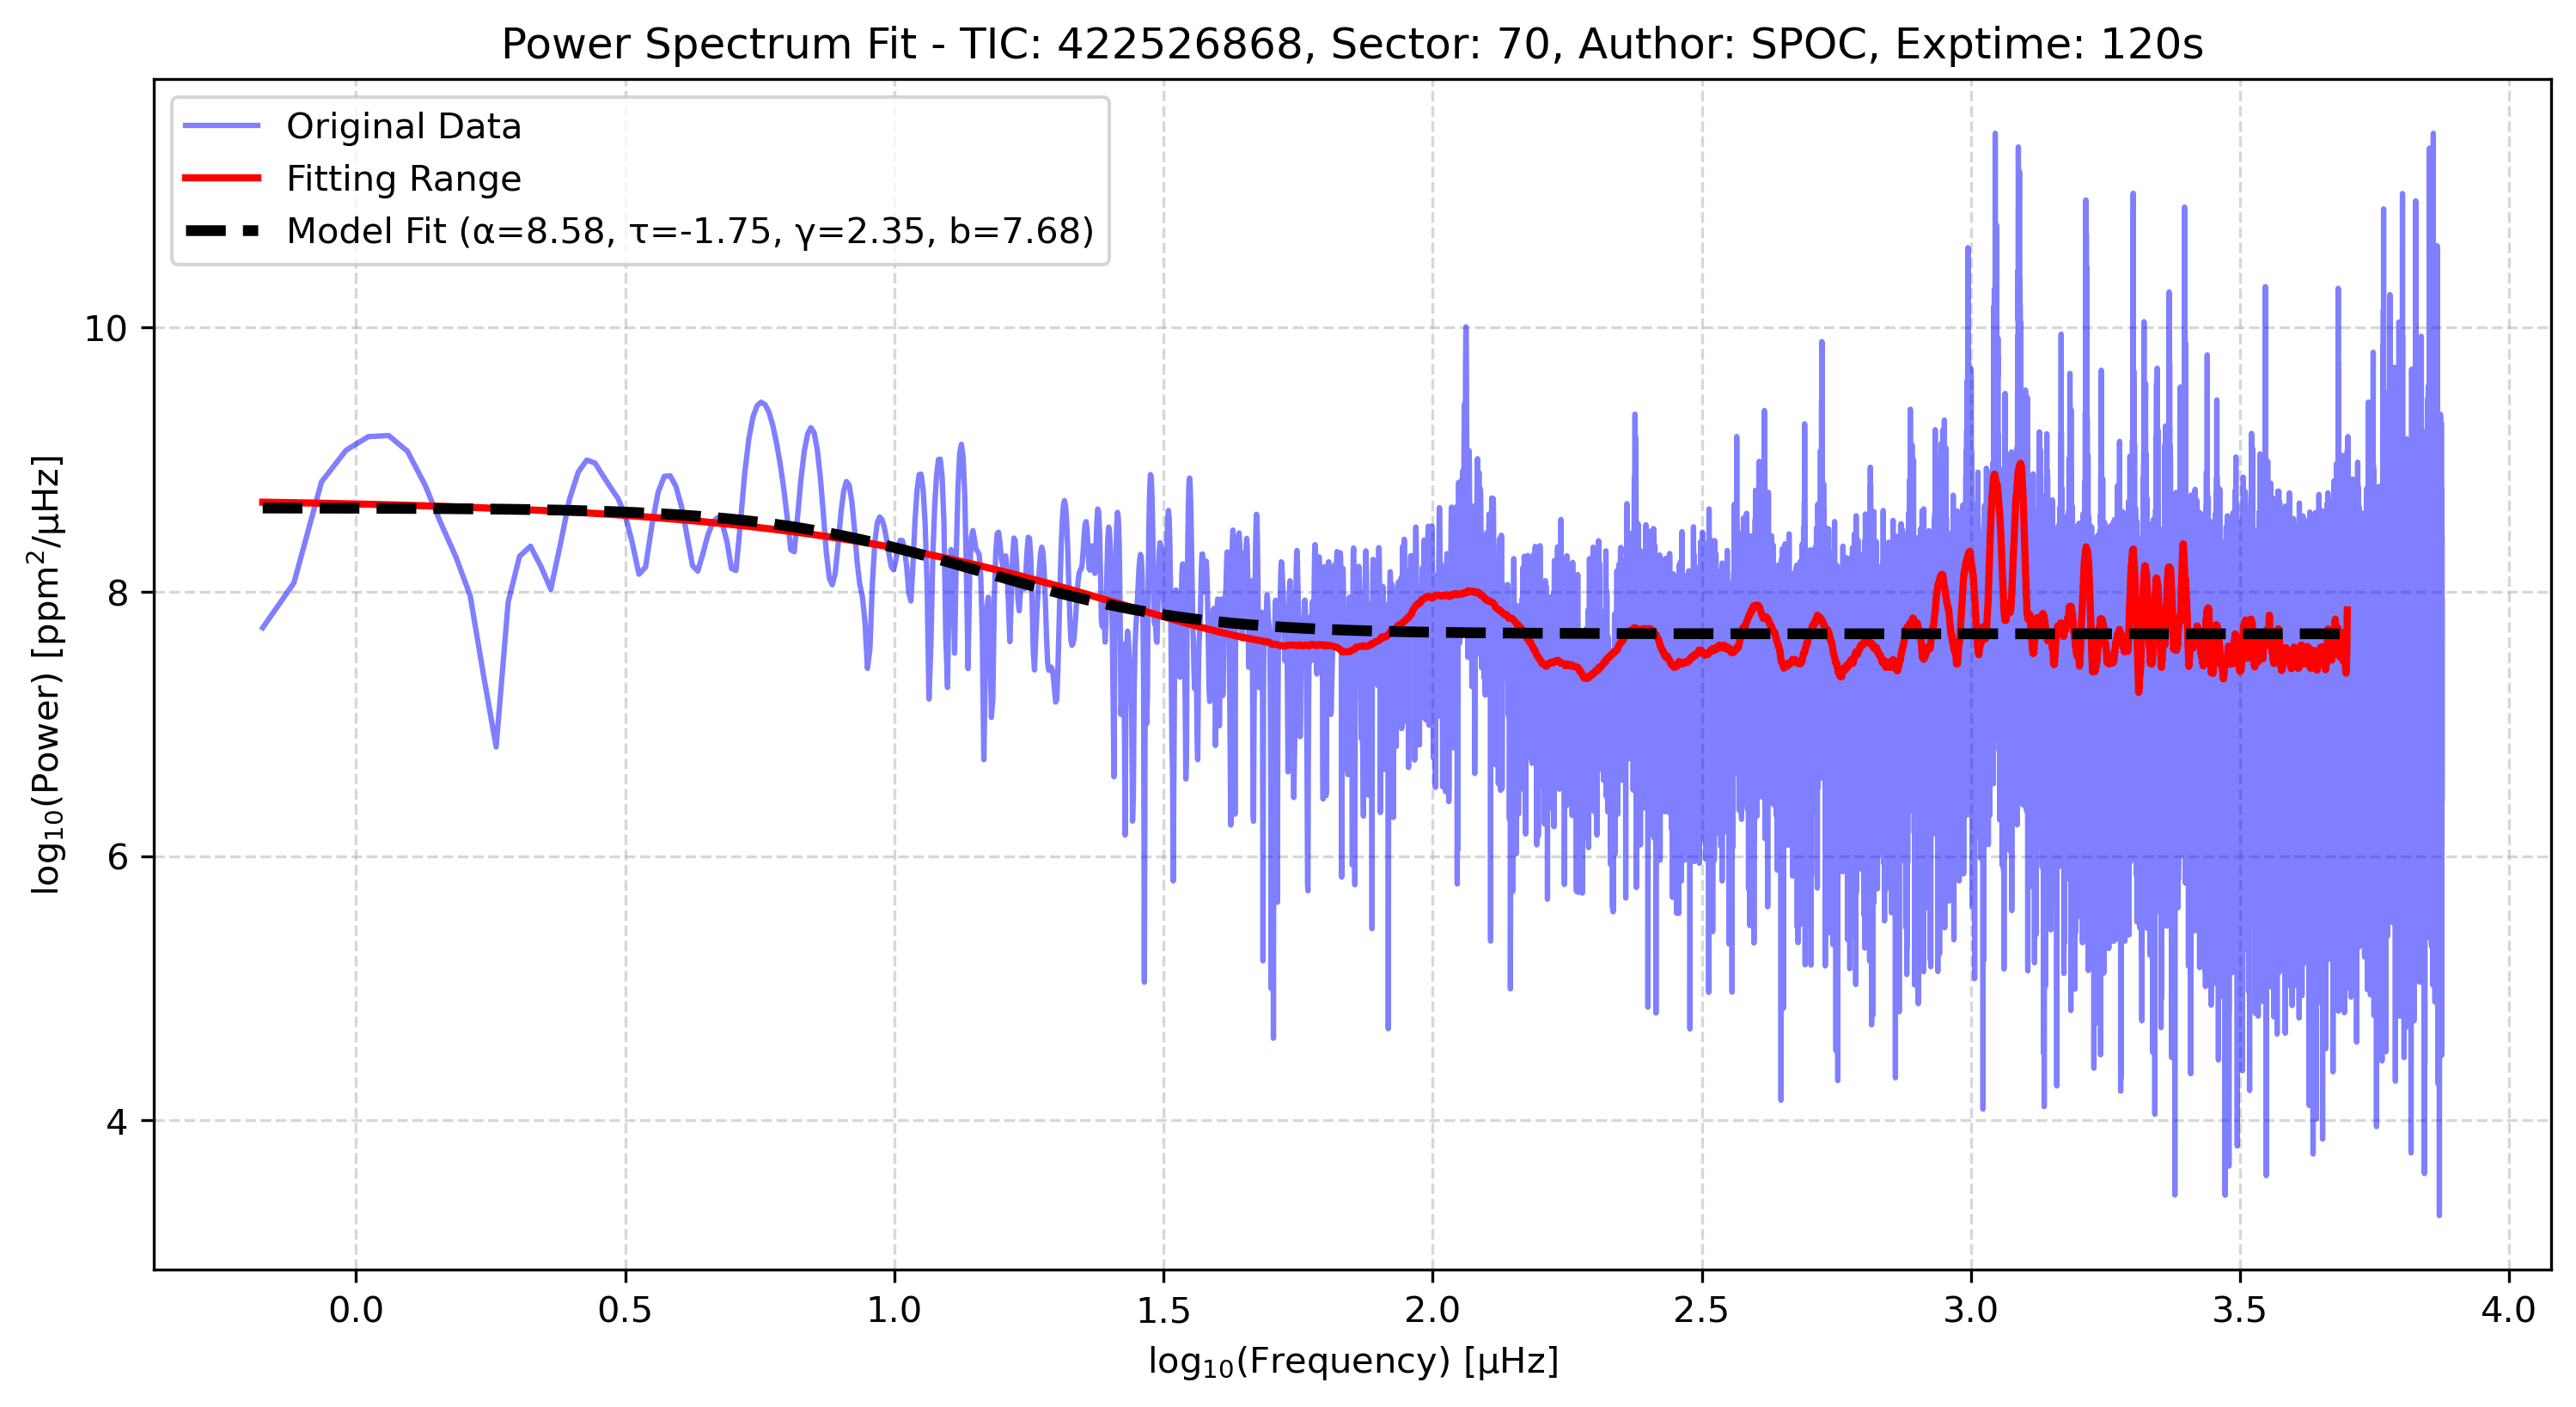 Power Spectrum Fit - TIC: 422526868, Sector: 70, Author: SPOC, Exptime: 120s
Original Data
Fitting Range
Model Fit (α=8.58, τ=-1.75, γ=2.35, b=7.68)
log₁₀(Power) [ppm²/μHz]
10
8
6
4
0.0 0.5 1.0 1.5 2.0 2.5 3.0 3.5 4.0
log₁₀(Frequency) [μHz]